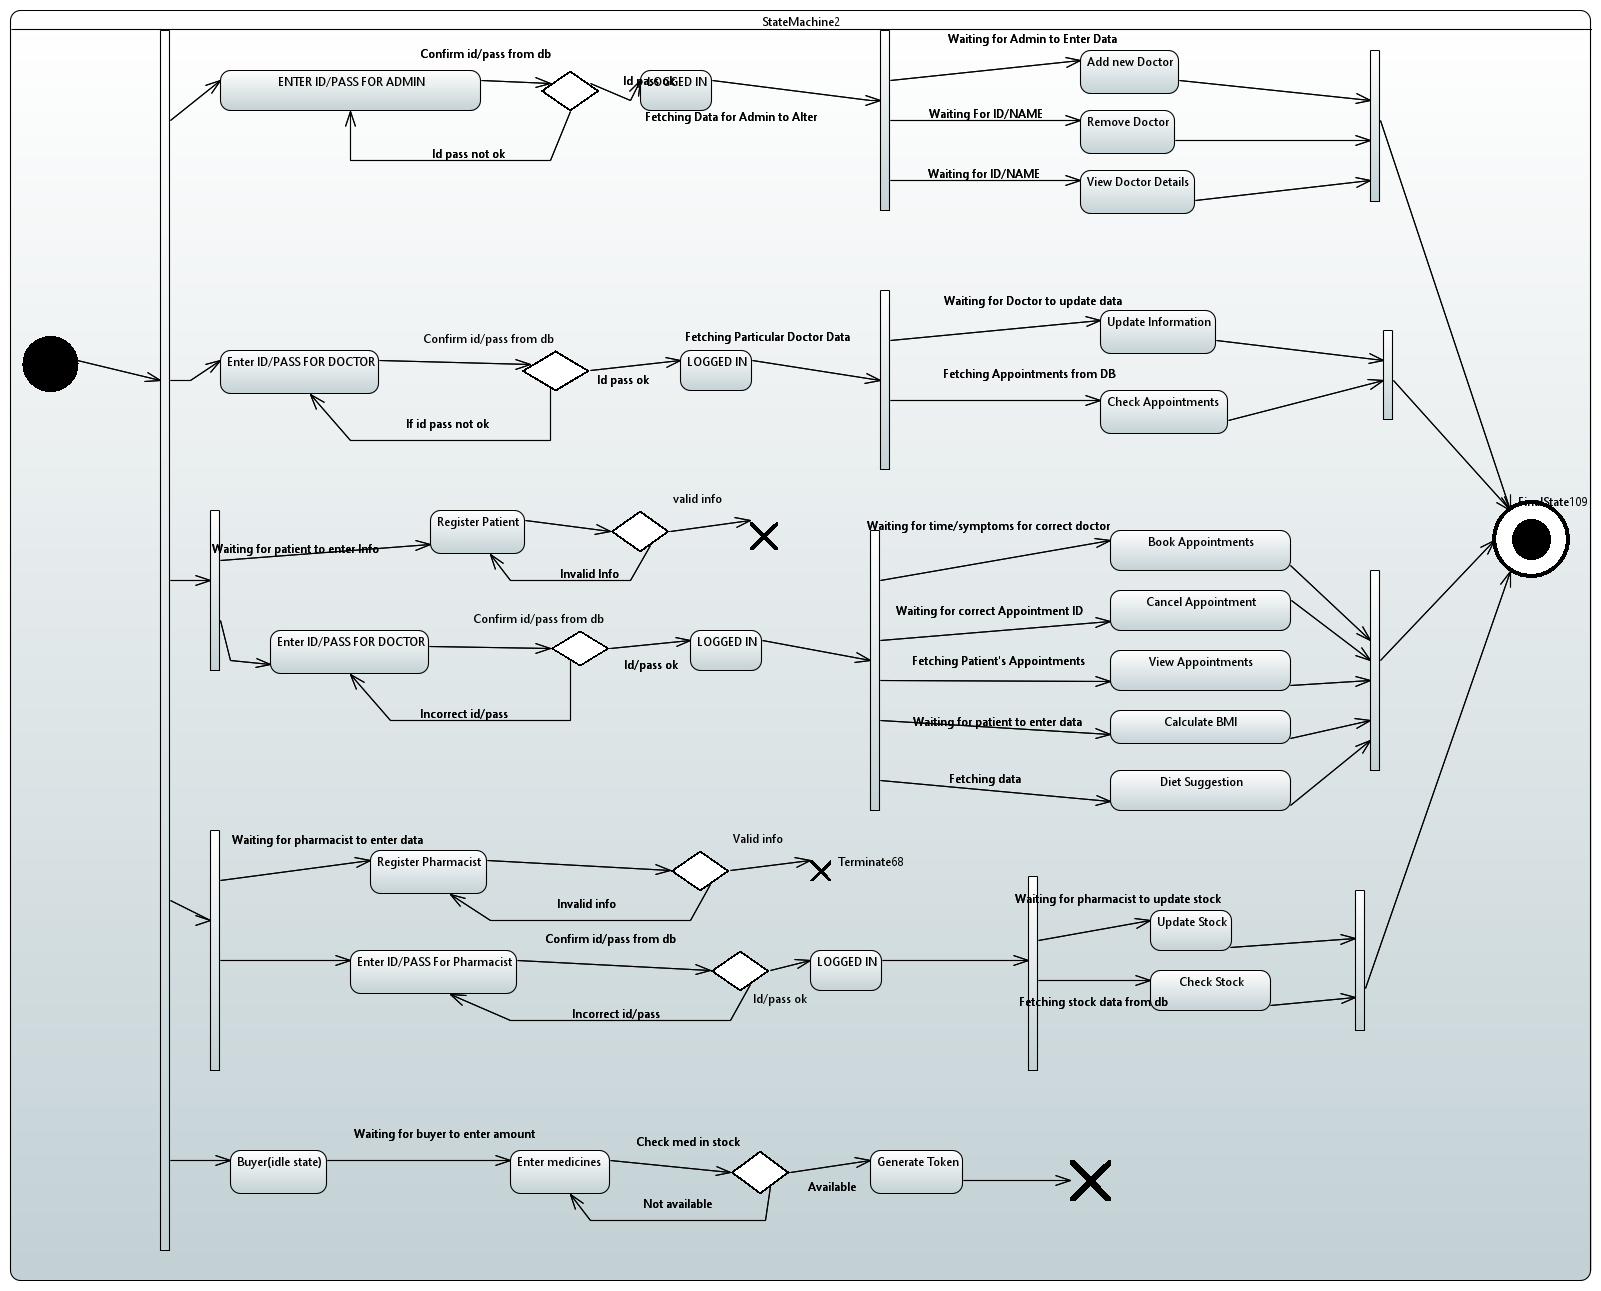 StateMachine2
Waiting for Admin to Enter Data
Confirm id/pass from db
ENTER ID/PASS FOR ADMIN
Id pass ok
LOGGED IN
Add new Doctor
Fetching Data for Admin to Alter
Waiting For ID/NAME
Remove Doctor
Id pass not ok
Waiting for ID/NAME
View Doctor Details
Waiting for Doctor to update data
Update Information
Confirm id/pass from db
Fetching Particular Doctor Data
Enter ID/PASS FOR DOCTOR
LOGGED IN
Id pass ok
Fetching Appointments from DB
Check Appointments
If id pass not ok
valid info
FinalState109
Register Patient
Waiting for time/symptoms for correct doctor
Waiting for patient to enter Info
Book Appointments
Invalid Info
Cancel Appointment
Waiting for correct Appointment ID
Confirm id/pass from db
Enter ID/PASS FOR DOCTOR
LOGGED IN
Id/pass ok
Fetching Patient's Appointments
View Appointments
Incorrect id/pass
Waiting for patient to enter data
Calculate BMI
Fetching data
Diet Suggestion
Waiting for pharmacist to enter data
Valid info
Register Pharmacist
Terminate68
Invalid info
Waiting for pharmacist to update stock
Update Stock
Confirm id/pass from db
Enter ID/PASS For Pharmacist
LOGGED IN
Check Stock
Id/pass ok
Fetching stock data from db
Incorrect id/pass
Waiting for buyer to enter amount
Check med in stock
Buyer(idle state)
Enter medicines
Generate Token
Available
Not available